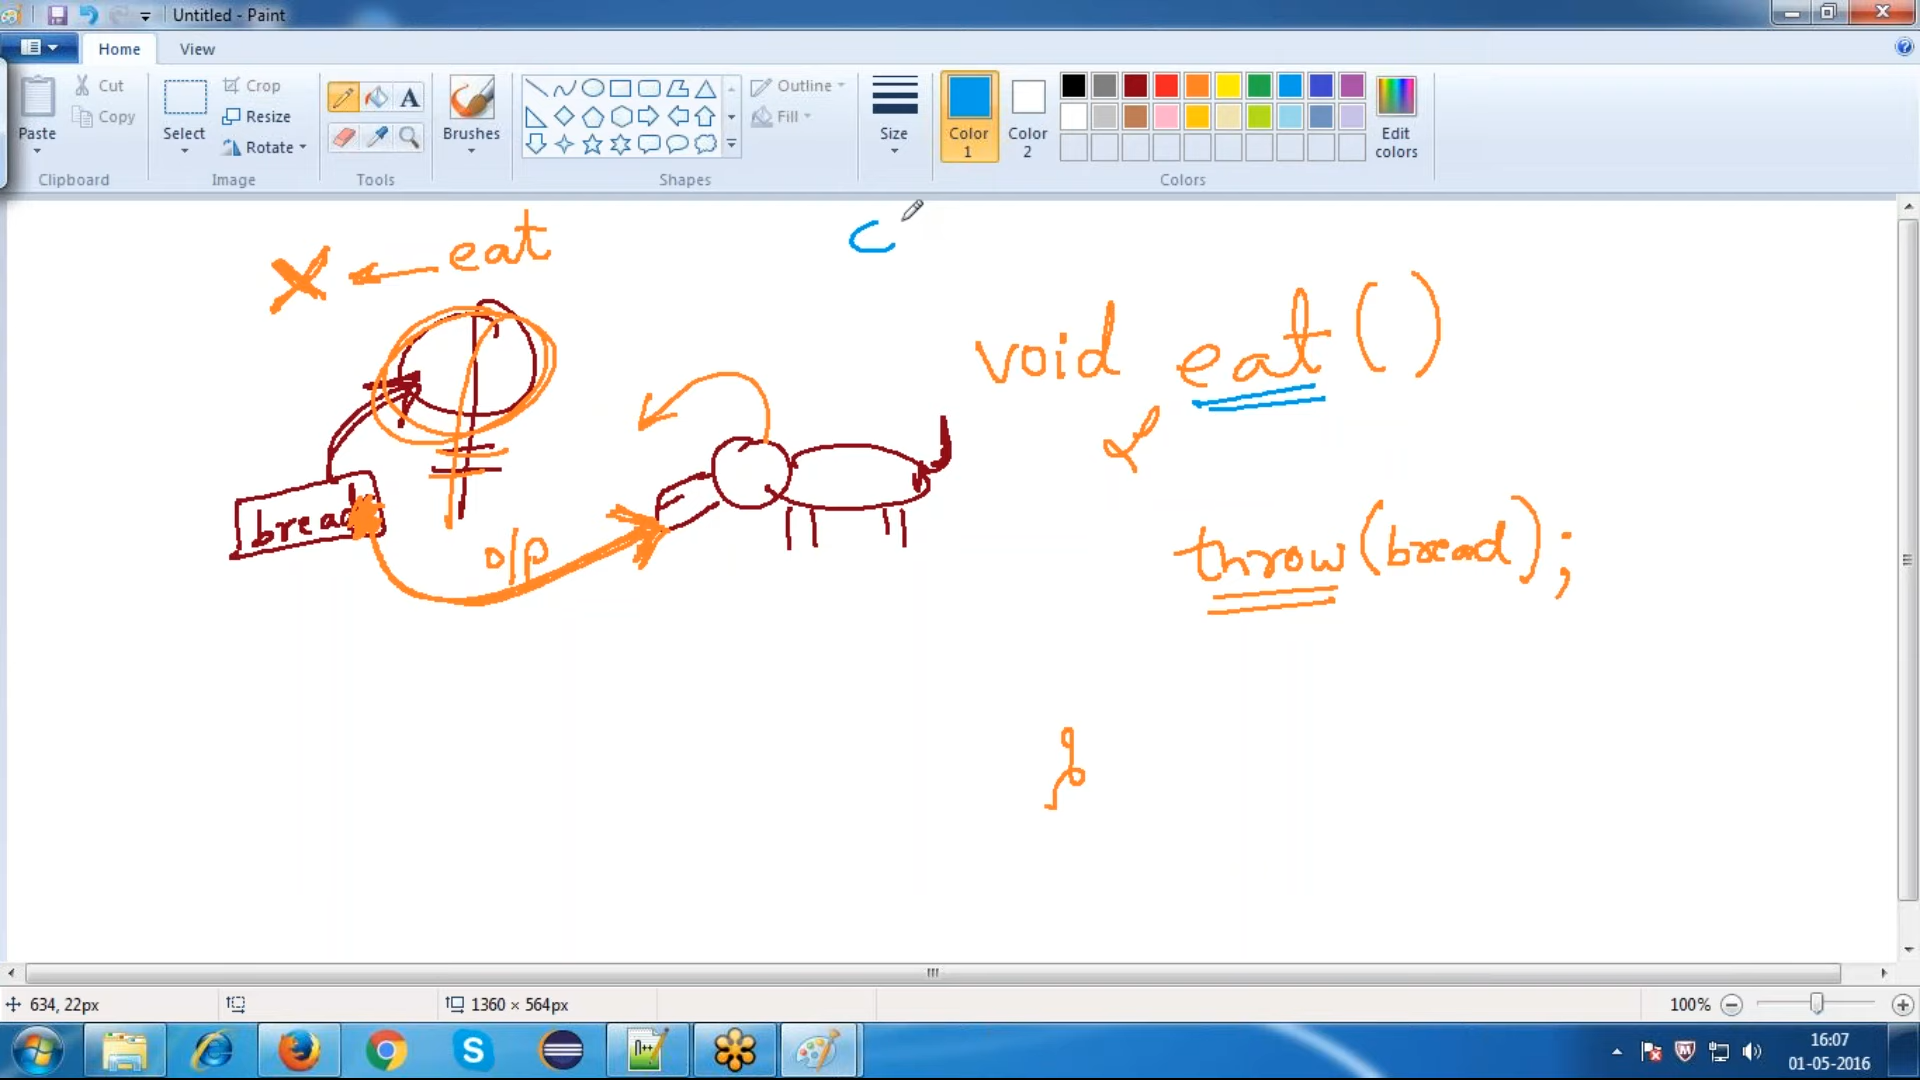 Untitled - Paint
Home View
Cut
Copy
Paste
Clipboard
Select
Crop
Resize
Rotate
Image
Tools
Brushes
Shapes
Outline
Fill
Size
Color 1
Color 2
Edit colors
Colors
X ← eat
C
void eat ( )
{
bread
o/p
throw (bread);
}
634, 22px
1360 × 564px
100%
16:07
01-05-2016